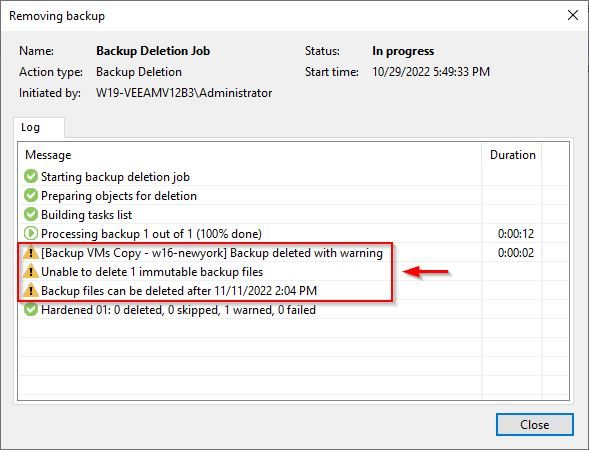 Removing backup
Name: Backup Deletion Job Status: In progress
Action type: Backup Deletion Start time: 10/29/2022 5:49:33 PM
Initiated by: W19-VEEAMV12B3\Administrator
Log
Message Duration
Starting backup deletion job
Preparing objects for deletion
Building tasks list
Processing backup 1 out of 1 (100% done) 0:00:12
[Backup VMs Copy - w16-newyork] Backup deleted with warning 0:00:02
Unable to delete 1 immutable backup files
Backup files can be deleted after 11/11/2022 2:04 PM
Hardened 01: 0 deleted, 0 skipped, 1 warned, 0 failed
Close